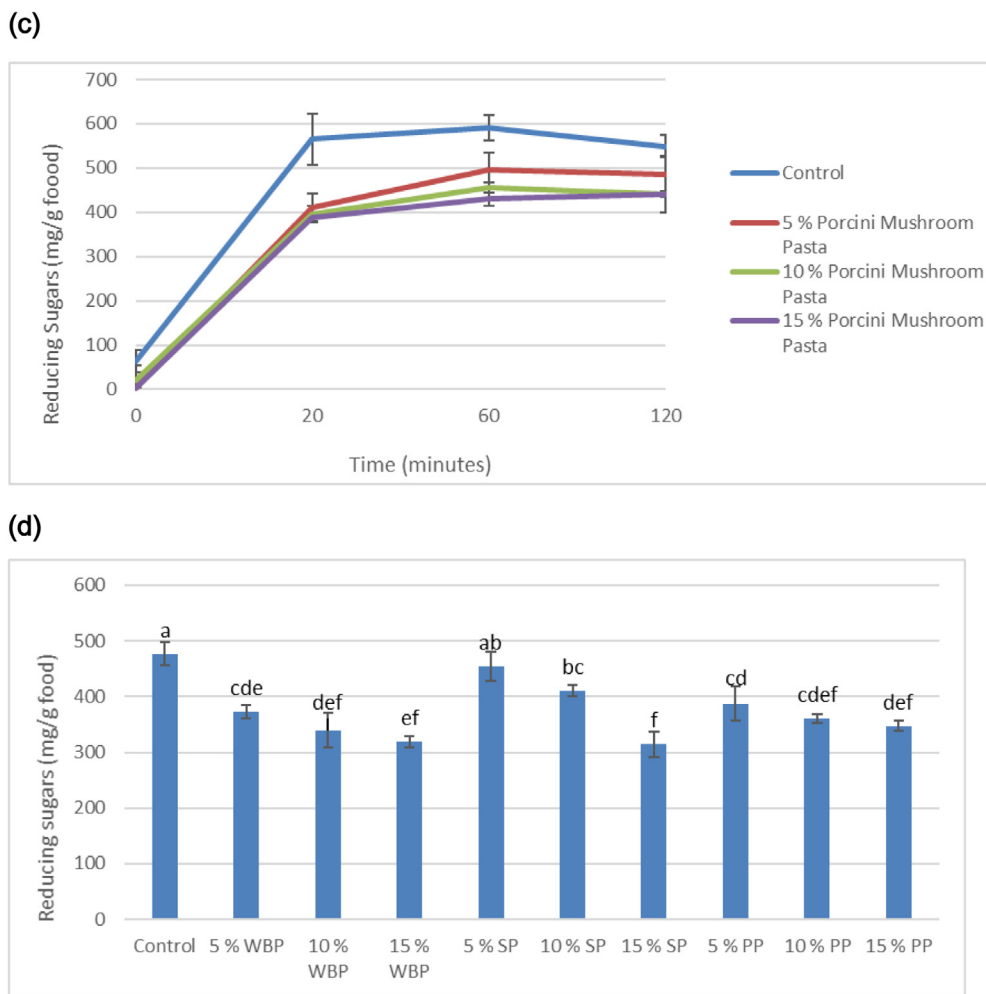 (c)
700
600
500
400
300
200
100
0
Reducing Sugars (mg/g foood)
0 20 60 120
Time (minutes)
Control
5 % Porcini Mushroom
Pasta
10 % Porcini Mushroom
Pasta
15 % Porcini Mushroom
Pasta
(d)
600
500
400
300
200
100
0
Reducing sugars (mg/g food)
a
cde
def
ef
ab
bc
f
cd
cdef
def
Control 5 % WBP 10 % 15 % 5 % SP 10 % SP 15 % SP 5 % PP 10 % PP 15 % PP
WBP WBP